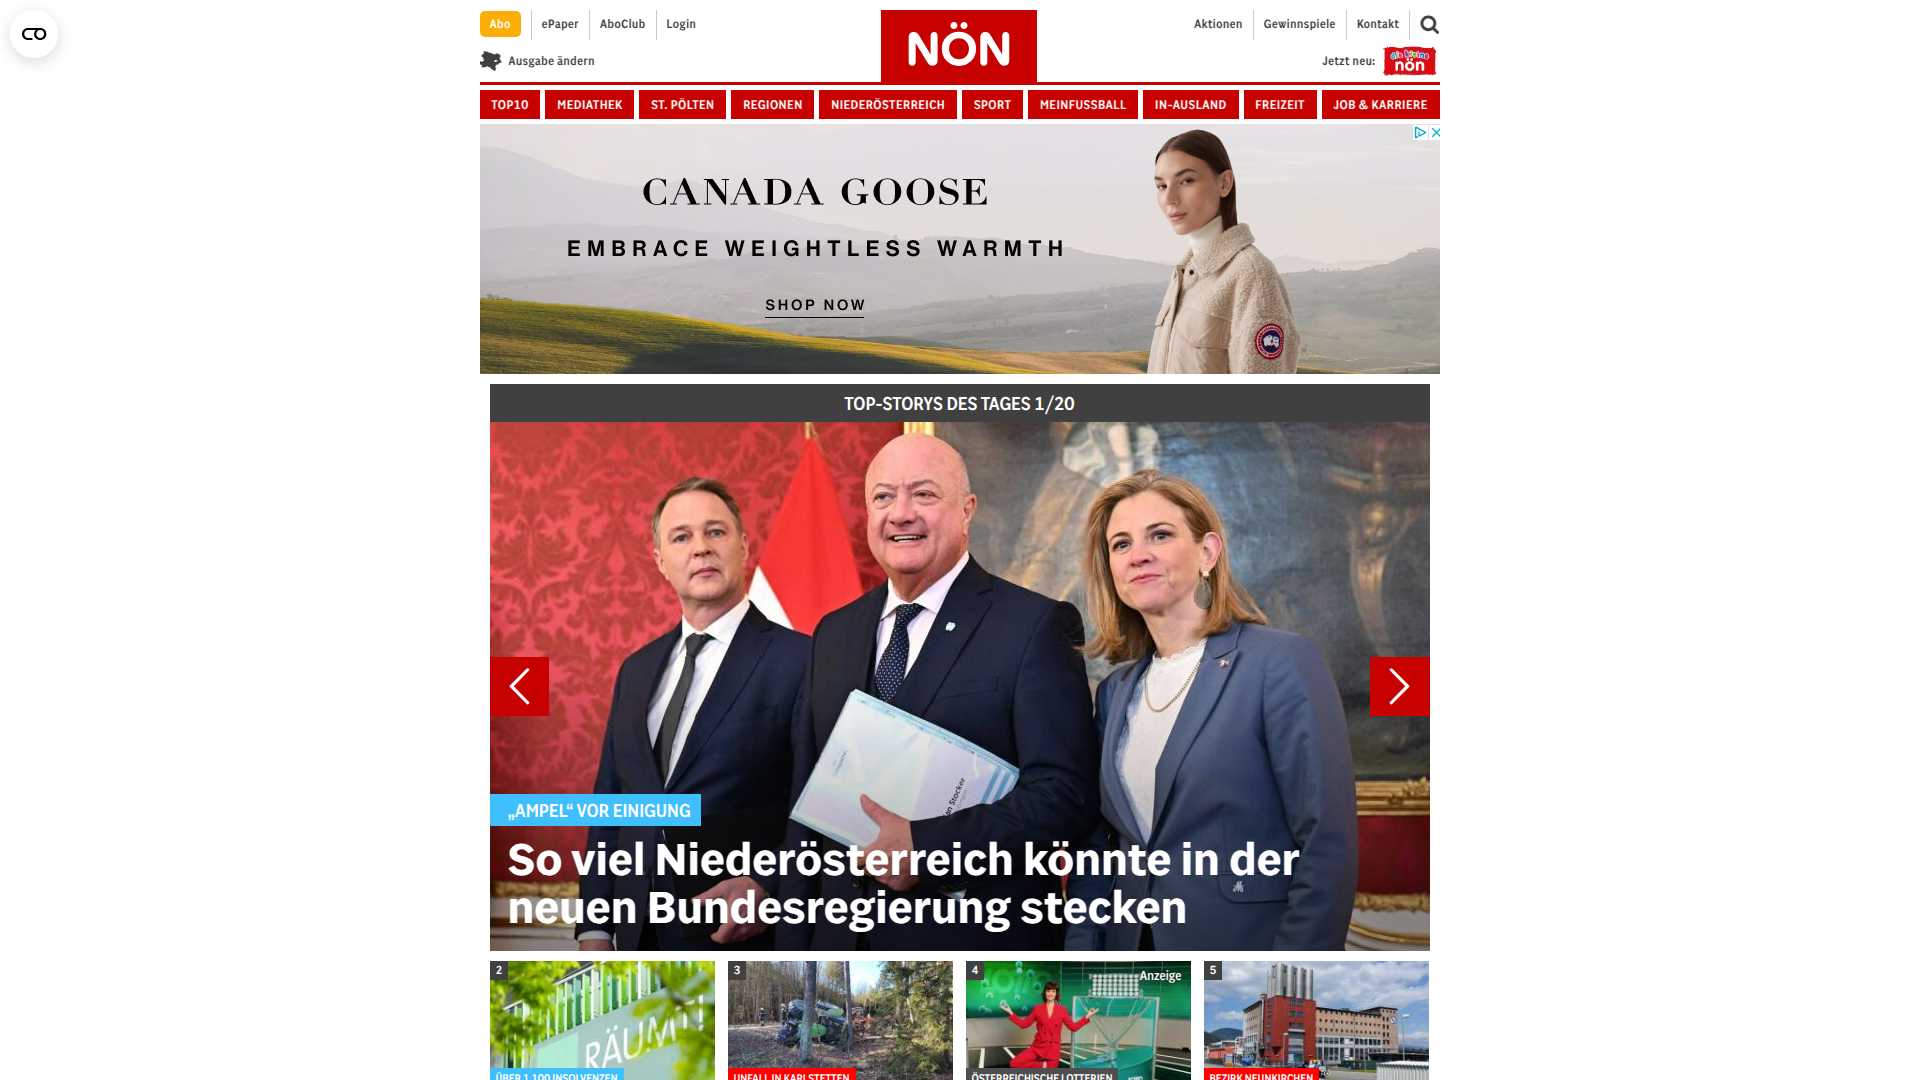 Abo
ePaper
AboClub
Login
NÖN
Aktionen
Gewinnspiele
Kontakt
Ausgabe ändern
Jetzt neu:
die kleine
nön
TOP10
MEDIATHEK
ST. PÖLTEN
REGIONEN
NIEDERÖSTERREICH
SPORT
MEINFUSSBALL
IN-AUSLAND
FREIZEIT
JOB & KARRIERE
CANADA GOOSE
EMBRACE WEIGHTLESS WARMTH
SHOP NOW
TOP-STORYS DES TAGES 1/20
Stocker
„AMPEL“ VOR EINIGUNG
So viel Niederösterreich könnte in der
neuen Bundesregierung stecken
2
RÄUM
ÜBER 1.100 INSOLVENZEN
3
UNFALL IN KARLSTETTEN
4
Anzeige
ÖSTERREICHISCHE LOTTERIEN
5
BEZIRK NEUNKIRCHEN